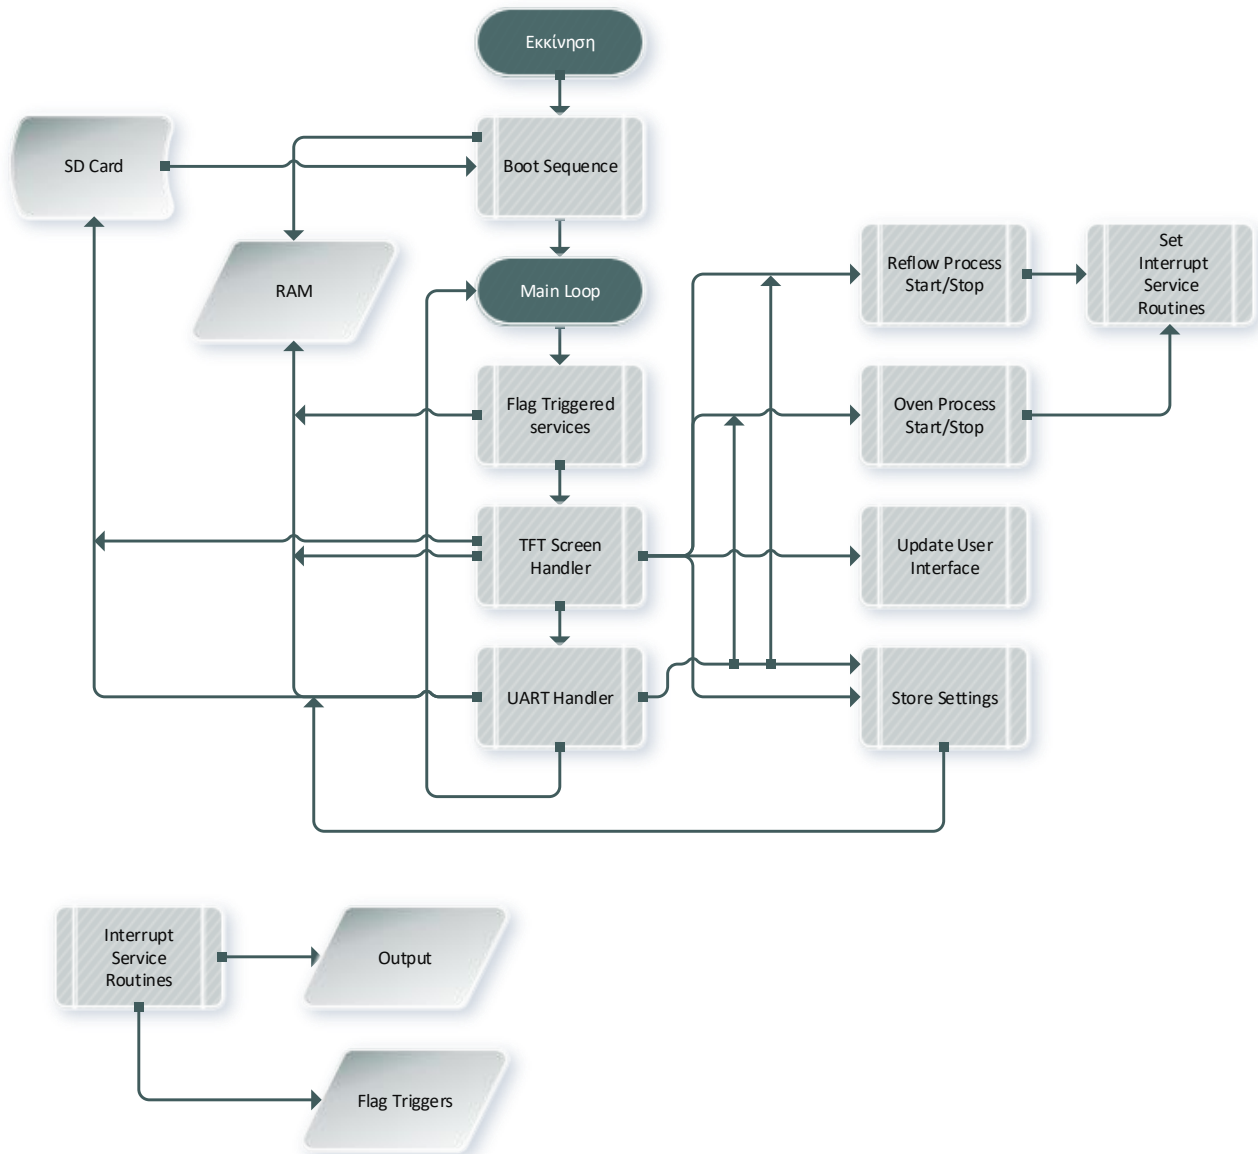 Εκκίνηση
SD Card
Boot Sequence
RAM
Main Loop
Reflow Process
Start/Stop
Set
Interrupt
Service
Routines
Flag Triggered
services
Oven Process
Start/Stop
TFT Screen
Handler
Update User
Interface
UART Handler
Store Settings
Interrupt
Service
Routines
Output
Flag Triggers